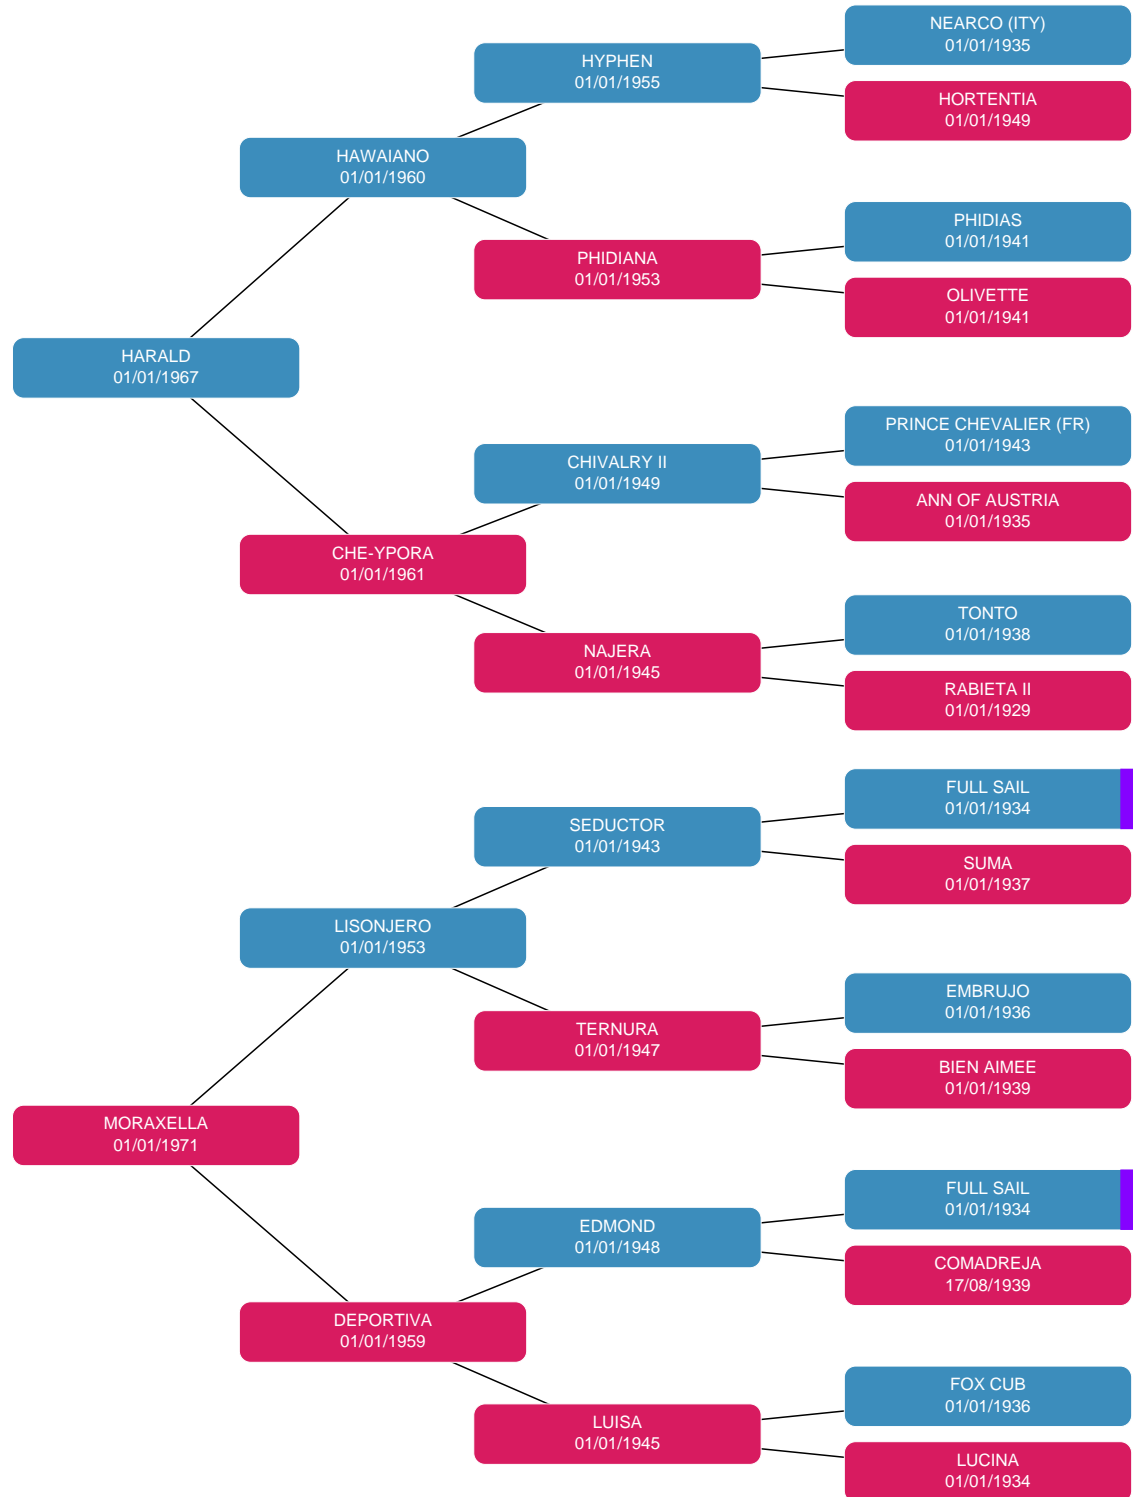 NEARCO (ITY)
01/01/1935
HYPHEN
01/01/1955
HORTENTIA
01/01/1949
HAWAIANO
01/01/1960
PHIDIAS
01/01/1941
PHIDIANA
01/01/1953
OLIVETTE
01/01/1941
HARALD
01/01/1967
PRINCE CHEVALIER (FR)
01/01/1943
CHIVALRY II
01/01/1949
ANN OF AUSTRIA
01/01/1935
CHE-YPORA
01/01/1961
TONTO
01/01/1938
NAJERA
01/01/1945
RABIETA II
01/01/1929
FULL SAIL
01/01/1934
SEDUCTOR
01/01/1943
SUMA
01/01/1937
LISONJERO
01/01/1953
EMBRUJO
01/01/1936
TERNURA
01/01/1947
BIEN AIMEE
01/01/1939
MORAXELLA
01/01/1971
FULL SAIL
01/01/1934
EDMOND
01/01/1948
COMADREJA
17/08/1939
DEPORTIVA
01/01/1959
FOX CUB
01/01/1936
LUISA
01/01/1945
LUCINA
01/01/1934